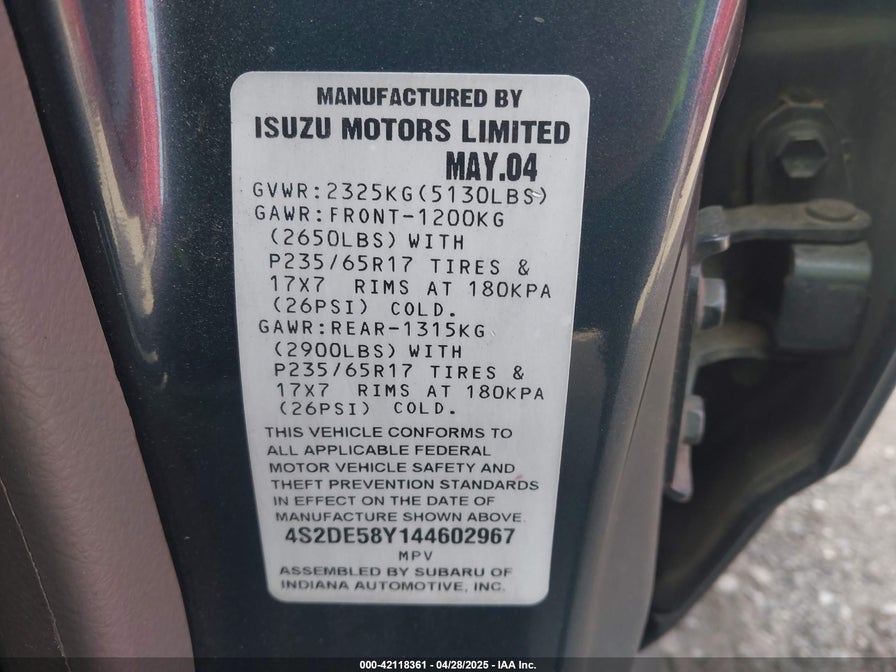 MANUFACTURED BY
ISUZU MOTORS LIMITED
MAY.04
GVWR:2325KG(5130LBS)
GAWR:FRONT-1200KG
(2650LBS) WITH
P235/65R17 TIRES &
17X7 RIMS AT 180KPA
(26PSI) COLD.
GAWR:REAR-1315KG
(2900LBS) WITH
P235/65R17 TIRES &
17X7 RIMS AT 180KPA
(26PSI) COLD.
THIS VEHICLE CONFORMS TO
ALL APPLICABLE FEDERAL
MOTOR VEHICLE SAFETY AND
THEFT PREVENTION STANDARDS
IN EFFECT ON THE DATE OF
MANUFACTURE SHOWN ABOVE.
4S2DE58Y144602967
MPV
ASSEMBLED BY SUBARU OF
INDIANA AUTOMOTIVE, INC.
000-42118361 - 04/28/2025 - IAA Inc.